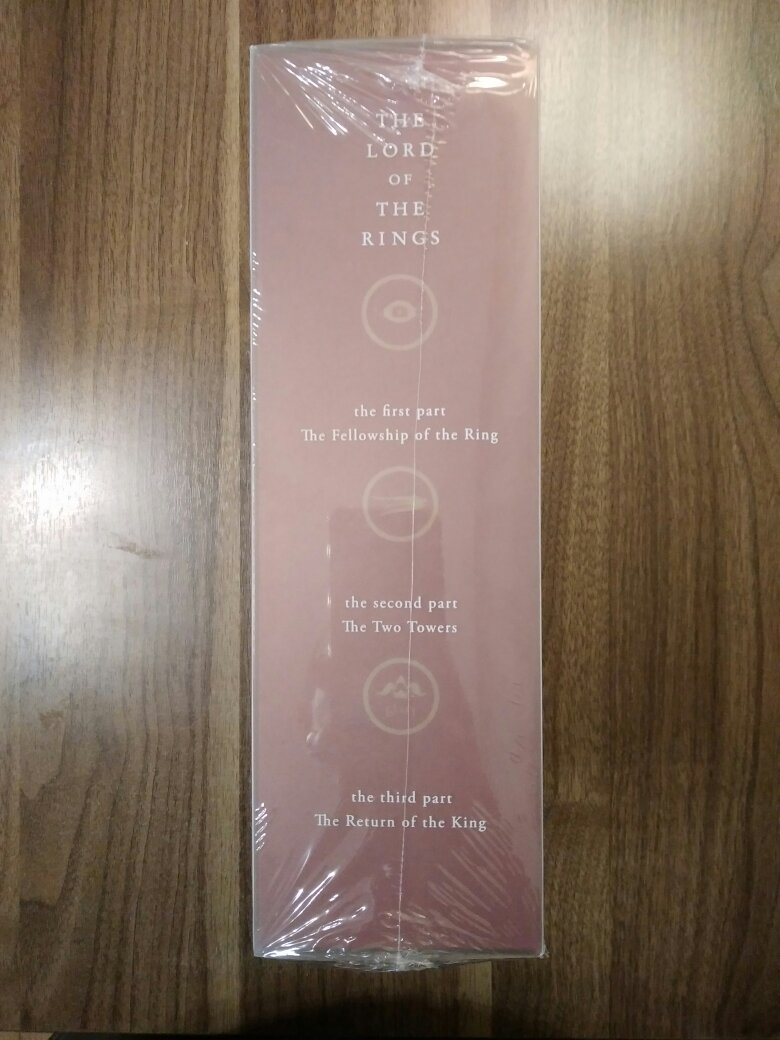 THE
LORD
OF
THE
RINGS
the first part
The Fellowship of the Ring
the second part
The Two Towers
the third part
The Return of the King